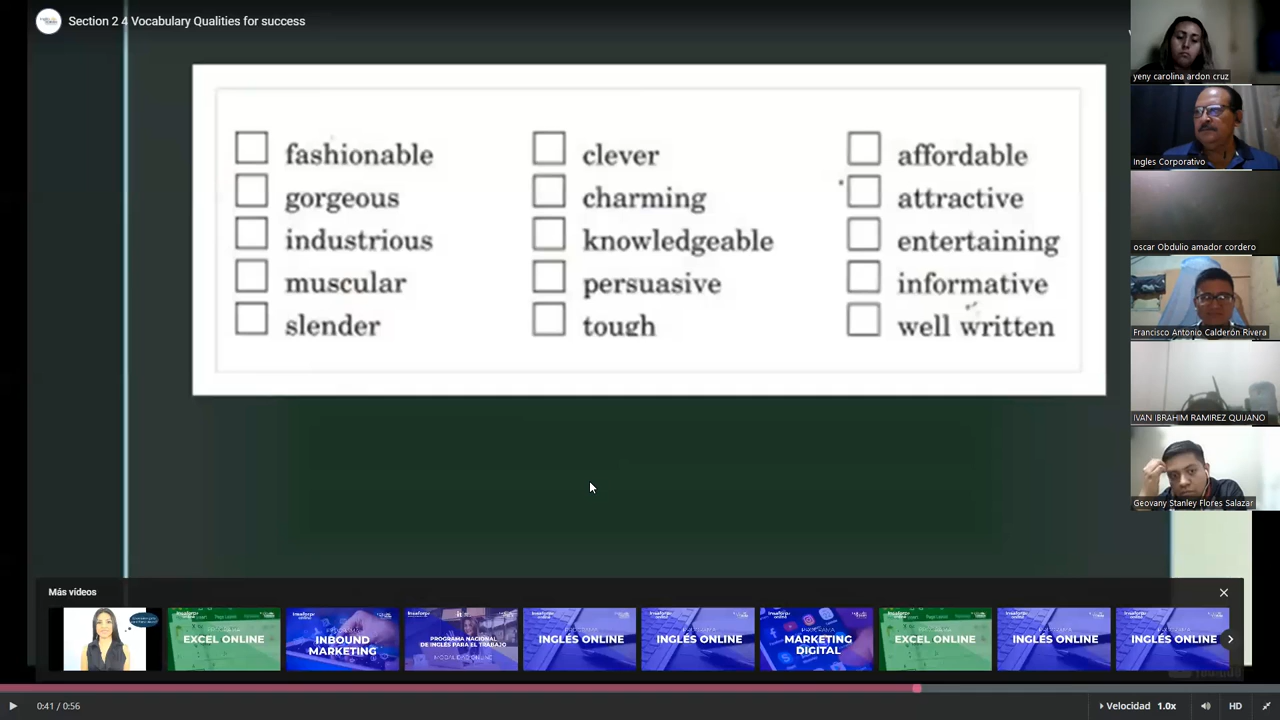 Section 2 4 Vocabulary Qualities for success
fashionable
gorgeous
industrious
muscular
slender
clever
charming
knowledgeable
persuasive
tough
affordable
attractive
entertaining
informative
well written
yeny carolina ardon cruz
Ingles Corporativo
oscar Obdulio amador cordero
Francisco Antonio Calderón Rivera
IVAN IBRAHIM RAMIREZ QUIJANO
Geovany Stanley Flores Salazar
Más vídeos
EXCEL ONLINE
INBOUND
MARKETING
PROGRAMA NACIONAL
DE INGLÉS PARA EL TRABAJO
MODALIDAD ONLINE
INGLÉS ONLINE
INGLÉS ONLINE
MARKETING
DIGITAL
EXCEL ONLINE
INGLÉS ONLINE
INGLÉS ONLINE
0:41 / 0:56
Velocidad 1.0x
HD